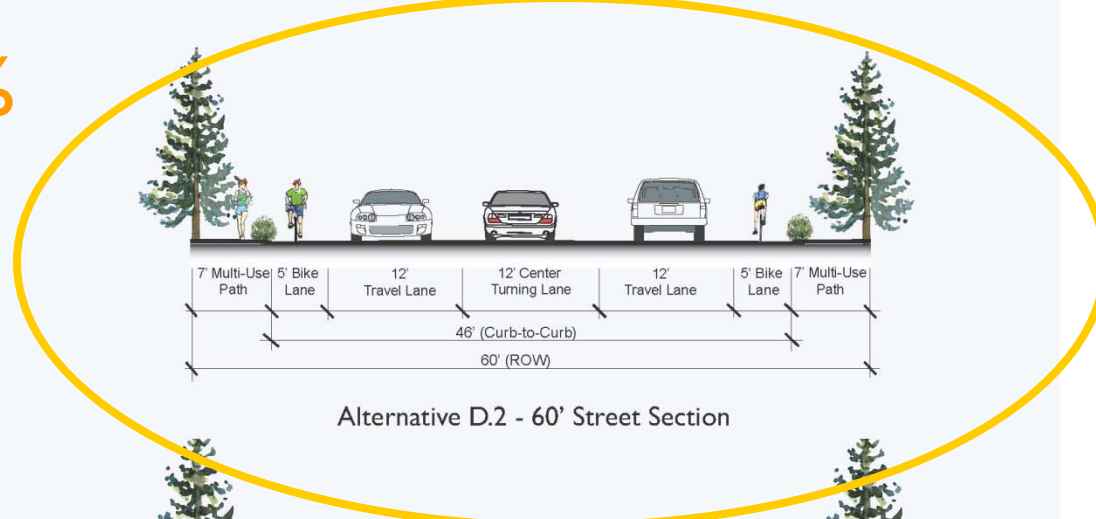 %
7' Multi-Use
Path
5' Bike
Lane
12'
Travel Lane
12' Center
Turning Lane
12'
Travel Lane
5' Bike
Lane
7' Multi-Use
Path
46' (Curb-to-Curb)
60' (ROW)
Alternative D.2 - 60' Street Section